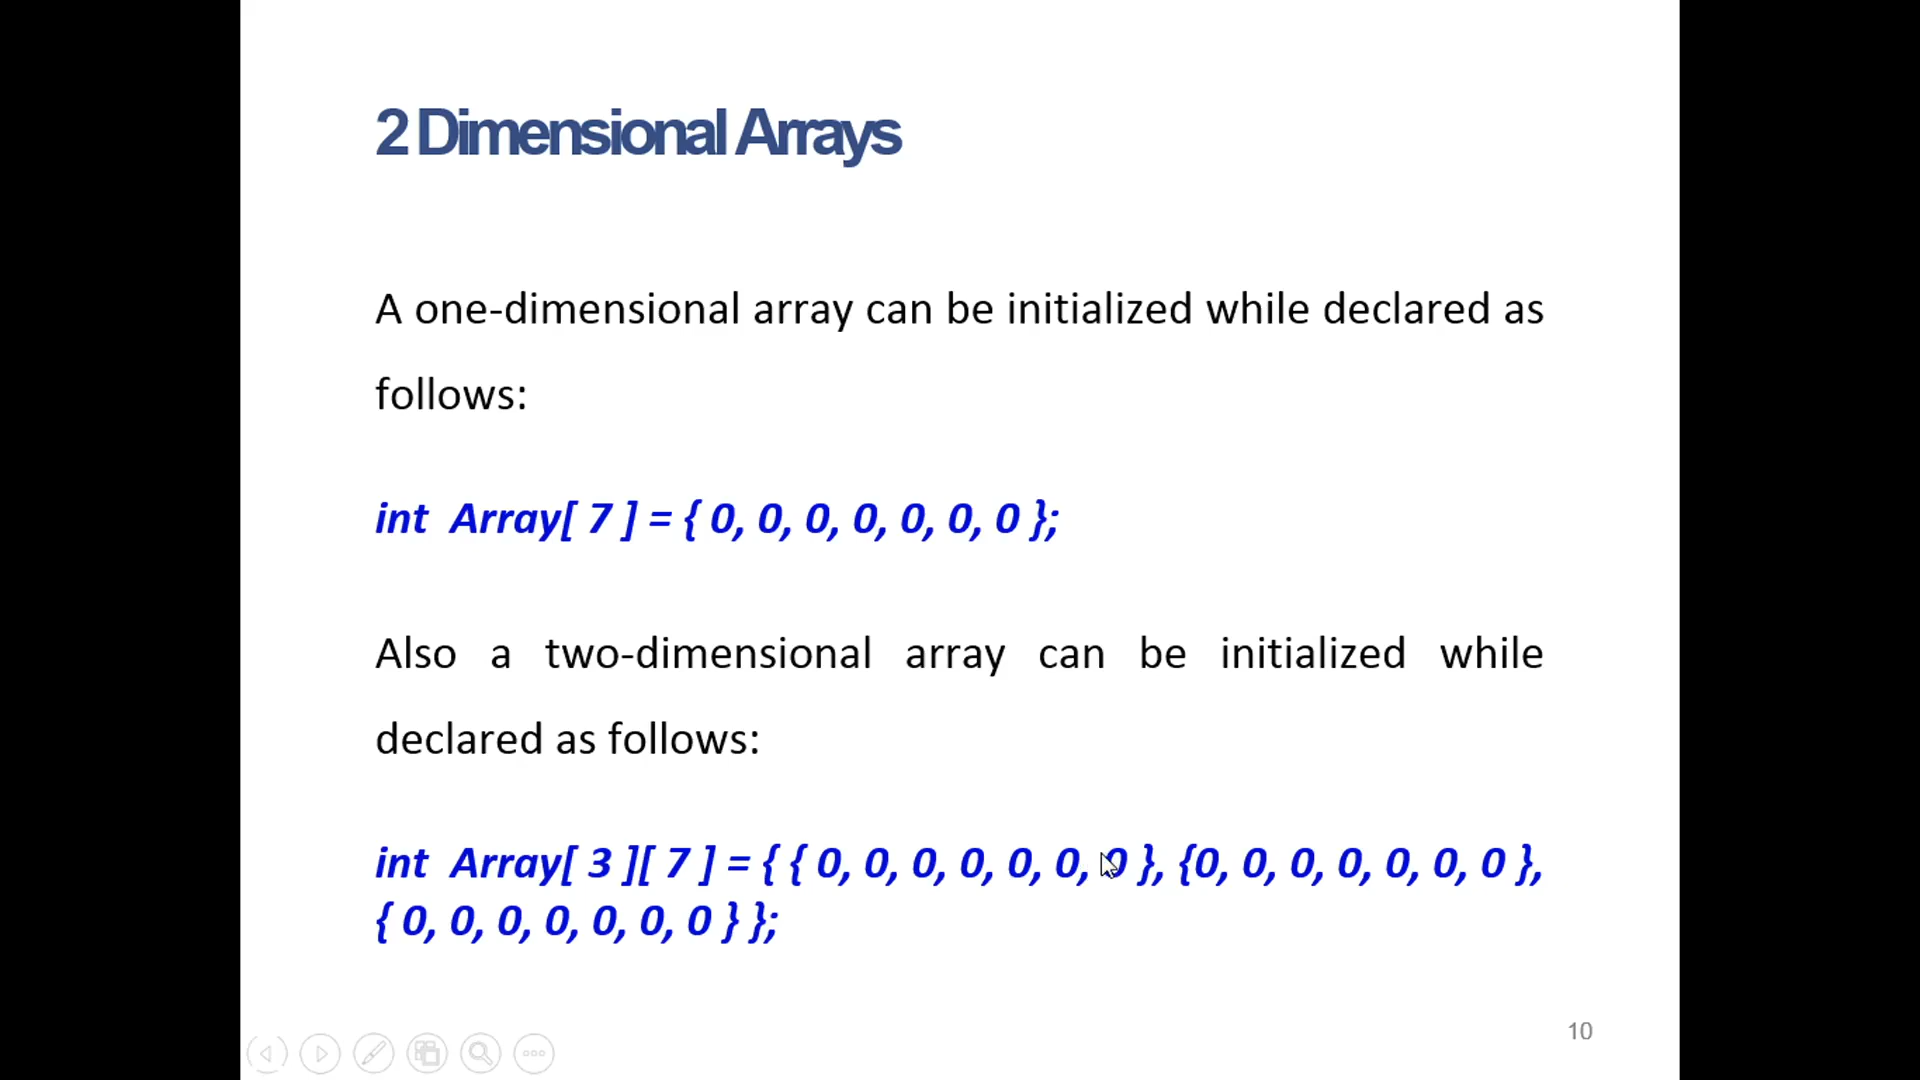 2 Dimensional Arrays
A one-dimensional array can be initialized while declared as
follows:
int Array[ 7 ] = { 0, 0, 0, 0, 0, 0, 0 };
Also a two-dimensional array can be initialized while
declared as follows:
int Array[ 3 ][ 7 ] = { { 0, 0, 0, 0, 0, 0, 0 }, {0, 0, 0, 0, 0, 0, 0 },
{ 0, 0, 0, 0, 0, 0, 0 } };
10